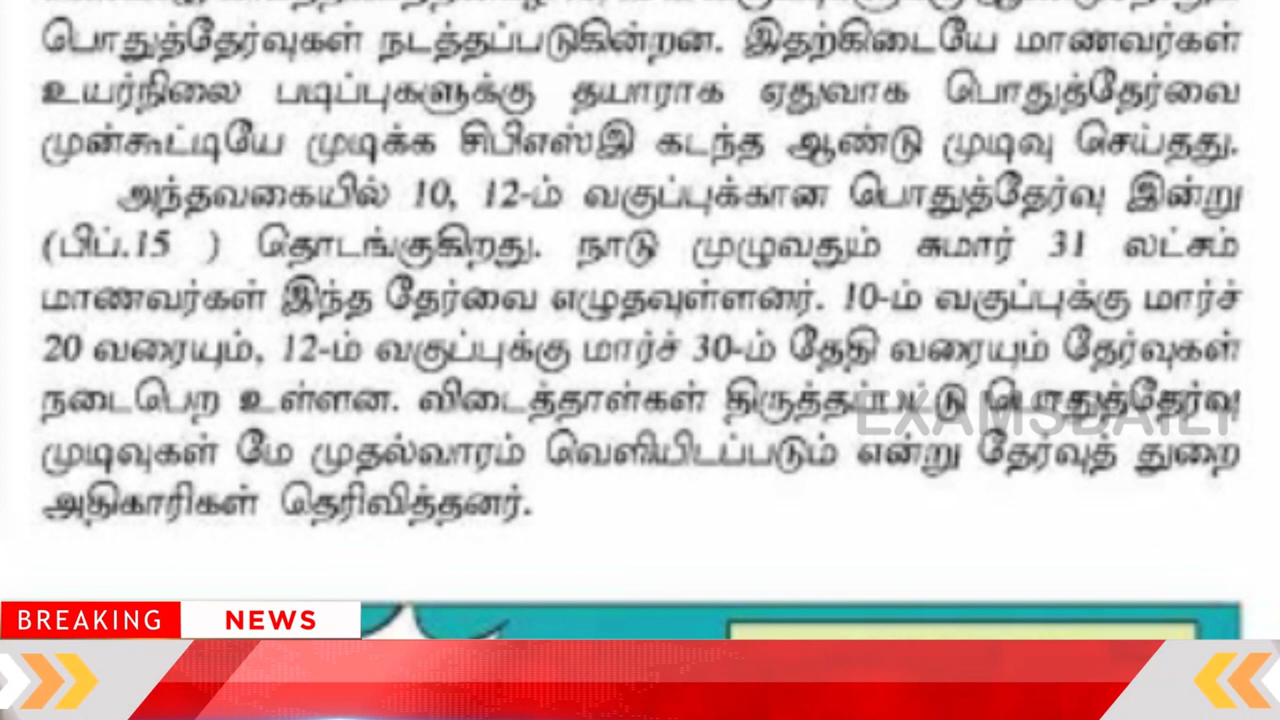 பொதுத்தேர்வுகள் நடத்தப்படுகின்றன. இதற்கிடையே மாணவர்கள்
உயர்நிலை படிப்புகளுக்கு தயாராக ஏதுவாக பொதுத்தேர்வை
முன்கூட்டியே முடிக்க சிபிஎஸ்இ கடந்த ஆண்டு முடிவு செய்தது.
அந்தவகையில் 10, 12-ம் வகுப்புக்கான பொதுத்தேர்வு இன்று
(பிப்.15 ) தொடங்குகிறது. நாடு முழுவதும் சுமார் 31 லட்சம்
மாணவர்கள் இந்த தேர்வை எழுதவுள்ளனர். 10-ம் வகுப்புக்கு மார்ச்
20 வரையும், 12-ம் வகுப்புக்கு மார்ச் 30-ம் தேதி வரையும் தேர்வுகள்
நடைபெற உள்ளன. விடைத்தாள்கள் திருத்தப்பட்டு பொதுத்தேர்வு
EXAMSDAILY
முடிவுகள் மே முதல்வாரம் வெளியிடப்படும் என்று தேர்வுத் துறை
அதிகாரிகள் தெரிவித்தனர்.
BREAKING NEWS